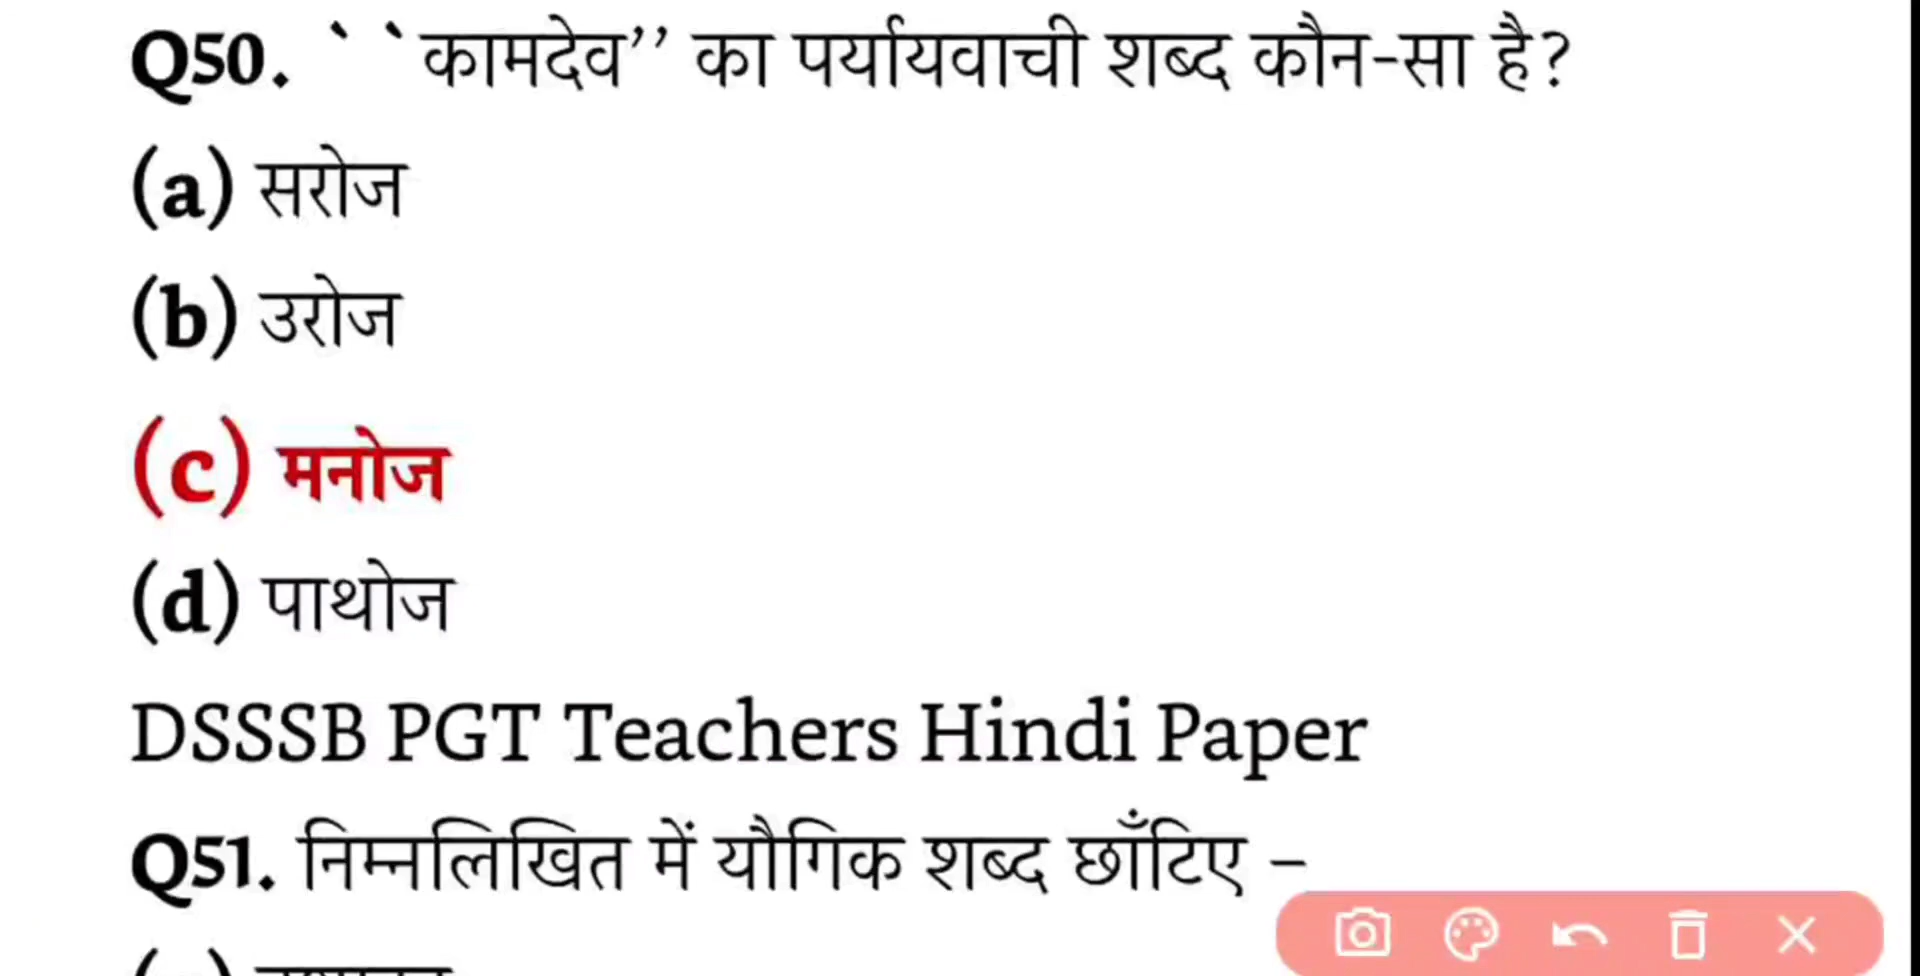 Q50. ``कामदेव’’ का पर्यायवाची शब्द कौन-सा है?
(a) सरोज
(b) उरोज
(c) मनोज
(d) पाथोज
DSSSB PGT Teachers Hindi Paper
Q51. निम्नलिखित में यौगिक शब्द छाँटिए –